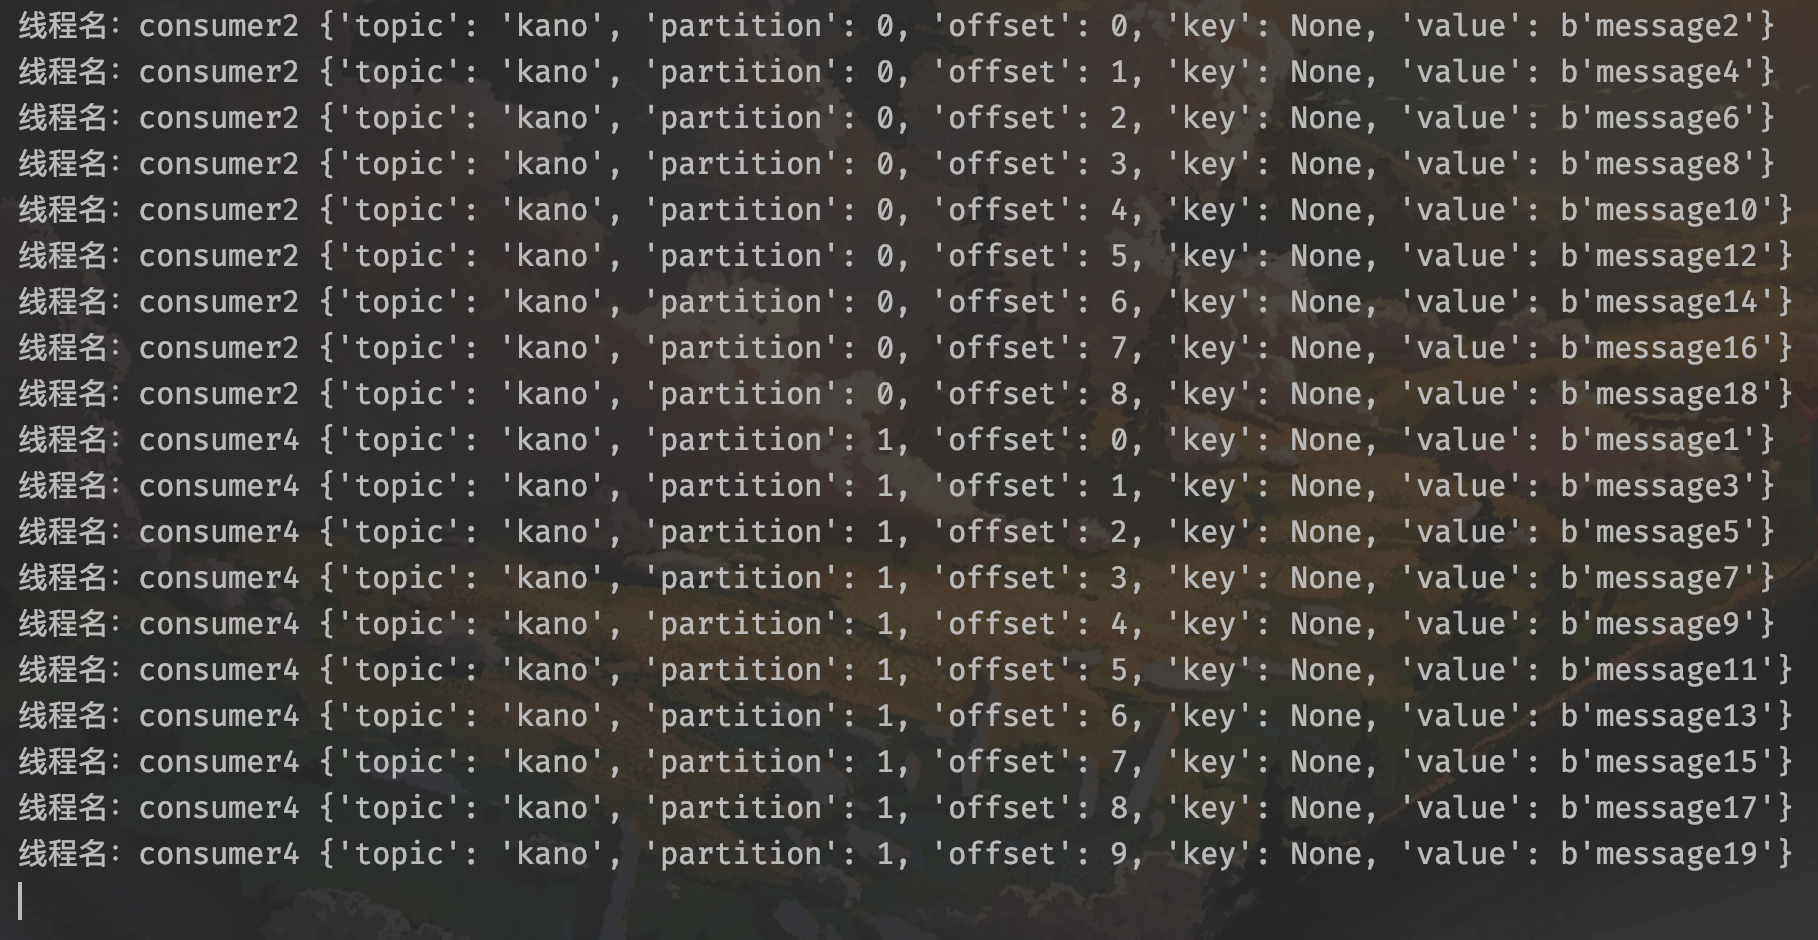 线程名：consumer2 {'topic': 'kano', 'partition': 0, 'offset': 0, 'key': None, 'value': b'message2'}
线程名：consumer2 {'topic': 'kano', 'partition': 0, 'offset': 1, 'key': None, 'value': b'message4'}
线程名：consumer2 {'topic': 'kano', 'partition': 0, 'offset': 2, 'key': None, 'value': b'message6'}
线程名：consumer2 {'topic': 'kano', 'partition': 0, 'offset': 3, 'key': None, 'value': b'message8'}
线程名：consumer2 {'topic': 'kano', 'partition': 0, 'offset': 4, 'key': None, 'value': b'message10'}
线程名：consumer2 {'topic': 'kano', 'partition': 0, 'offset': 5, 'key': None, 'value': b'message12'}
线程名：consumer2 {'topic': 'kano', 'partition': 0, 'offset': 6, 'key': None, 'value': b'message14'}
线程名：consumer2 {'topic': 'kano', 'partition': 0, 'offset': 7, 'key': None, 'value': b'message16'}
线程名：consumer2 {'topic': 'kano', 'partition': 0, 'offset': 8, 'key': None, 'value': b'message18'}
线程名：consumer4 {'topic': 'kano', 'partition': 1, 'offset': 0, 'key': None, 'value': b'message1'}
线程名：consumer4 {'topic': 'kano', 'partition': 1, 'offset': 1, 'key': None, 'value': b'message3'}
线程名：consumer4 {'topic': 'kano', 'partition': 1, 'offset': 2, 'key': None, 'value': b'message5'}
线程名：consumer4 {'topic': 'kano', 'partition': 1, 'offset': 3, 'key': None, 'value': b'message7'}
线程名：consumer4 {'topic': 'kano', 'partition': 1, 'offset': 4, 'key': None, 'value': b'message9'}
线程名：consumer4 {'topic': 'kano', 'partition': 1, 'offset': 5, 'key': None, 'value': b'message11'}
线程名：consumer4 {'topic': 'kano', 'partition': 1, 'offset': 6, 'key': None, 'value': b'message13'}
线程名：consumer4 {'topic': 'kano', 'partition': 1, 'offset': 7, 'key': None, 'value': b'message15'}
线程名：consumer4 {'topic': 'kano', 'partition': 1, 'offset': 8, 'key': None, 'value': b'message17'}
线程名：consumer4 {'topic': 'kano', 'partition': 1, 'offset': 9, 'key': None, 'value': b'message19'}